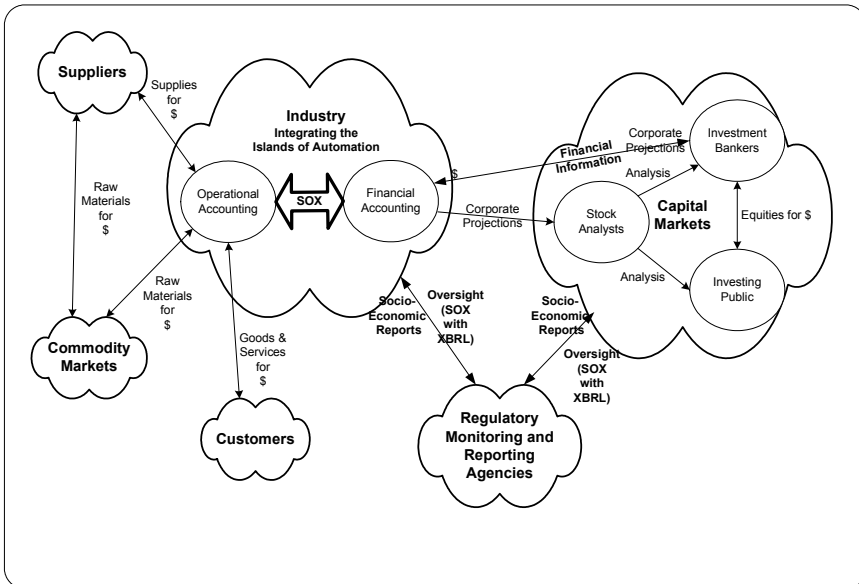 Suppliers
Supplies
for
$
Raw
Materials
for
$
Raw
Materials
for
$
Commodity
Markets
Industry
Integrating the
Islands of Automation
Operational
Accounting
SOX
Financial
Accounting
$
Financial
Information
Corporate
Projections
Corporate
Projections
Goods &
Services
for
$
Customers
Socio-
Economic
Reports
Oversight
(SOX
with
XBRL)
Socio-
Economic
Reports
Oversight
(SOX
with
XBRL)
Regulatory
Monitoring and
Reporting
Agencies
Stock
Analysts
Analysis
Capital
Markets
Analysis
Investment
Bankers
Equities for $
Investing
Public